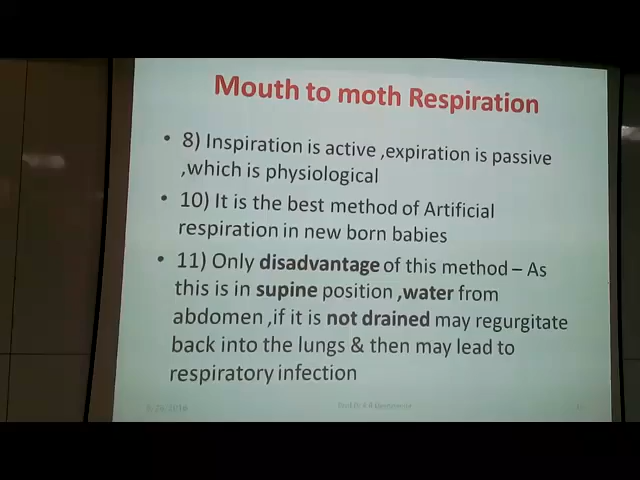 Mouth to moth Respiration
• 8) Inspiration is active ,expiration is passive
,which is physiological
• 10) It is the best method of Artificial
respiration in new born babies
• 11) Only disadvantage of this method – As
this is in supine position ,water from
abdomen ,if it is not drained may regurgitate
back into the lungs & then may lead to
respiratory infection